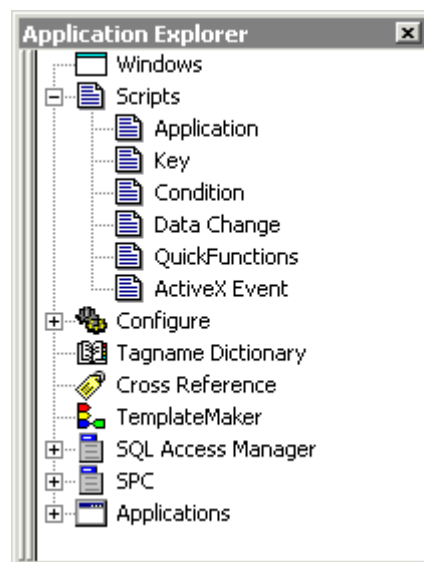 Application Explorer
Windows
Scripts
Application
Key
Condition
Data Change
QuickFunctions
ActiveX Event
Configure
Tagname Dictionary
Cross Reference
TemplateMaker
SQL Access Manager
SPC
Applications